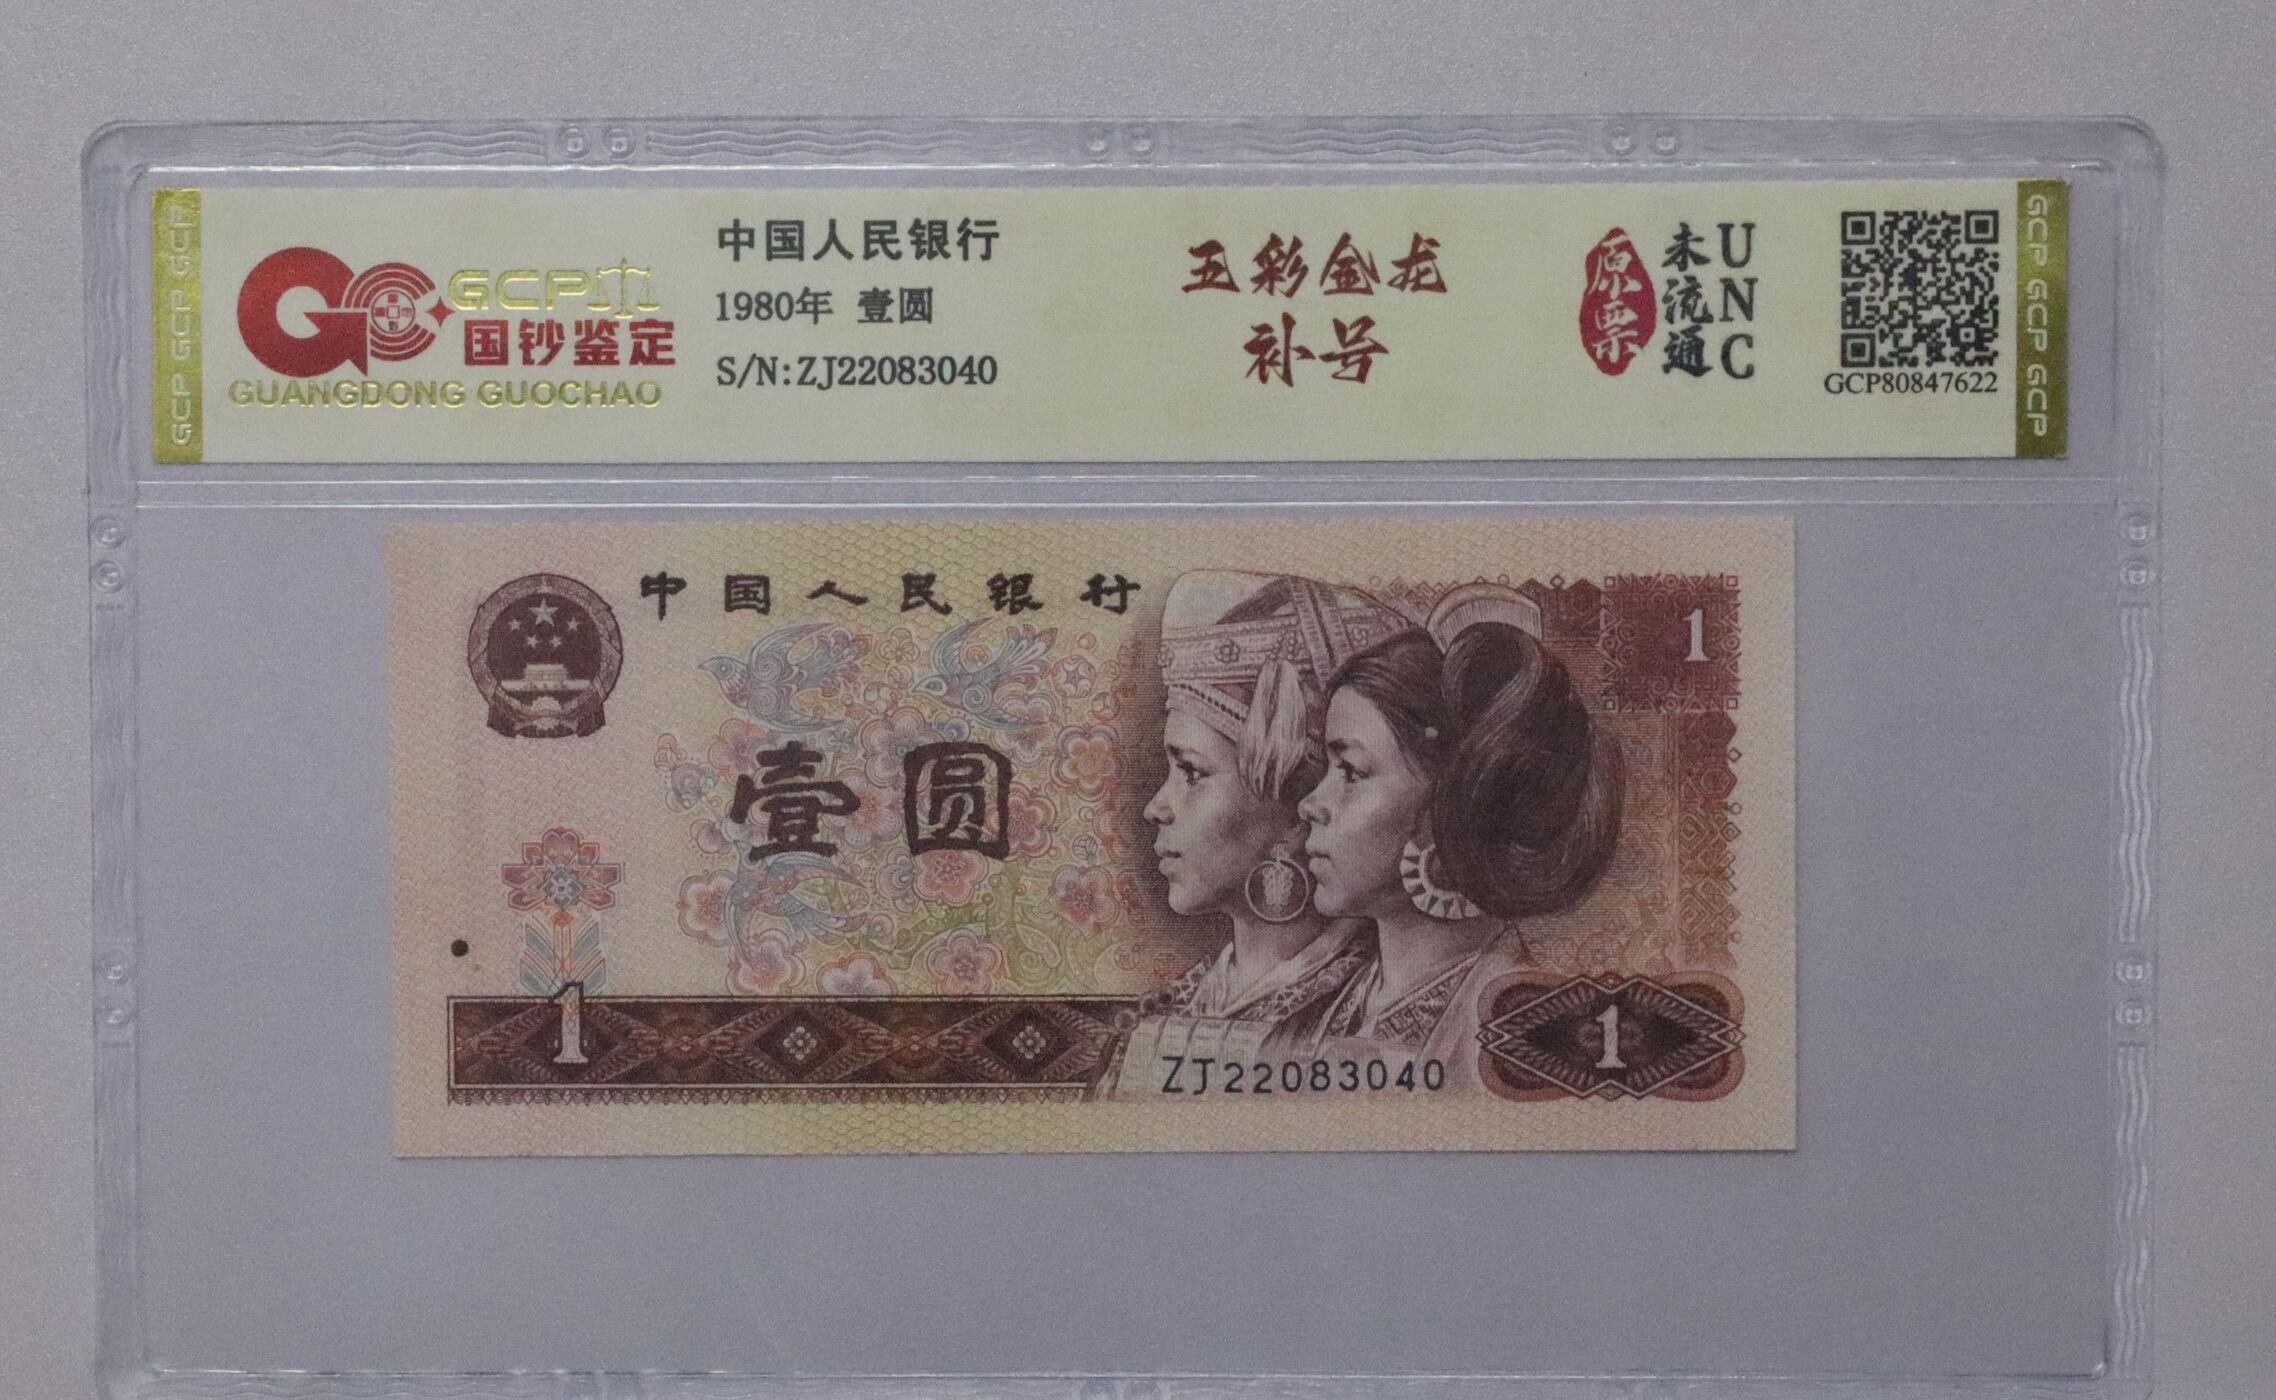 GCP
国钞鉴定
GUANGDONG GUOCHAO
中国人民银行
1980年 壹圆
S/N:ZJ22083040
五彩金龙
补号
原票
未流通
UNC
GCP80847622
GCP GCP GCP
GCP GCP GCP
中国人民银行
壹圆
1
1
1
ZJ22083040